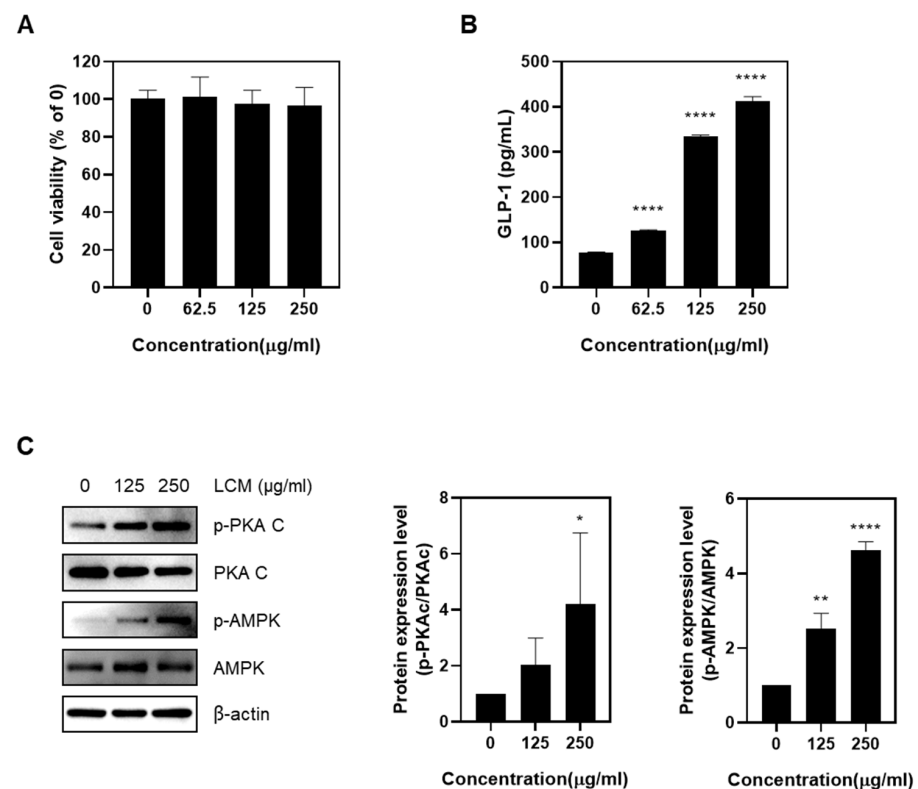 A
Cell viability (% of 0)
120
100
80
60
40
20
0
0 62.5 125 250
Concentration(μg/ml)
B
GLP-1 (pg/mL)
500
400
300
200
100
0
****
****
****
0 62.5 125 250
Concentration(μg/ml)
C
0 125 250 LCM (μg/ml)
p-PKA C
PKA C
p-AMPK
AMPK
β-actin
Protein expression level
(p-PKAc/PKAc)
8
6
4
2
0
*
0 125 250
Concentration(μg/ml)
Protein expression level
(p-AMPK/AMPK)
6
4
2
0
**
****
0 125 250
Concentration(μg/ml)